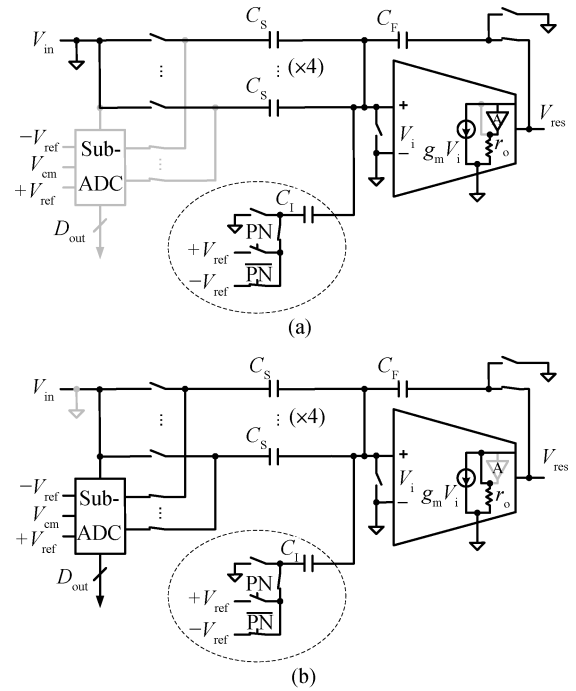 C_S
C_F
V_in
(×4)
C_S
V_res
+
A
V_i
g_m V_i
r_o
−
−V_ref
V_cm
+V_ref
Sub-
ADC
D_out
C_I
PN
+V_ref
PN
−V_ref
(a)
C_S
C_F
V_in
(×4)
C_S
V_res
+
A
V_i
g_m V_i
r_o
−
−V_ref
V_cm
+V_ref
Sub-
ADC
D_out
C_I
PN
+V_ref
PN
−V_ref
(b)